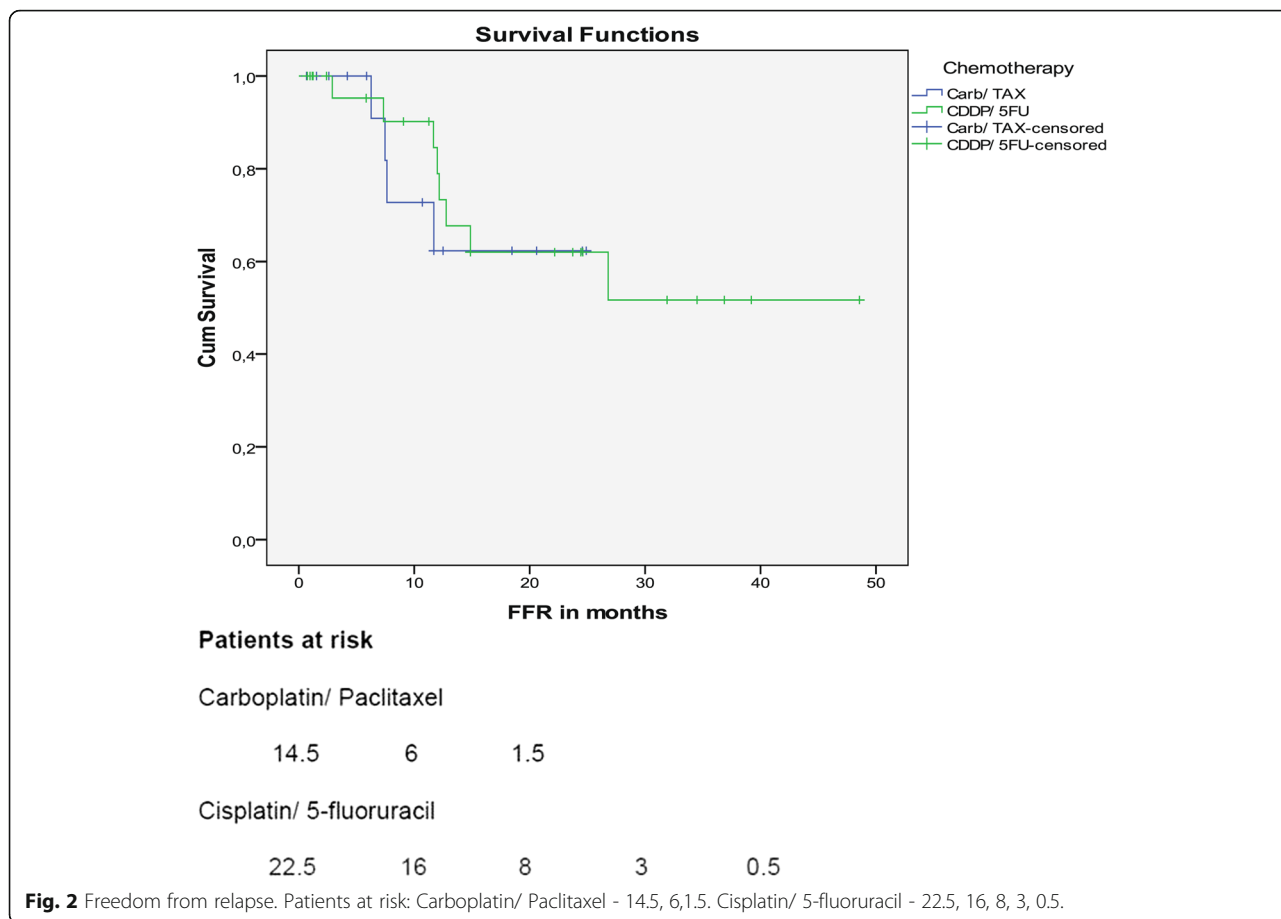 Survival Functions
1,0
0,8
0,6
0,4
0,2
0,0
Cum Survival
0 10 20 30 40 50
FFR in months
Chemotherapy
Carb/ TAX
CDDP/ 5FU
Carb/ TAX-censored
CDDP/ 5FU-censored
Patients at risk
Carboplatin/ Paclitaxel
14.5 6 1.5
Cisplatin/ 5-fluoruracil
22.5 16 8 3 0.5
Fig. 2 Freedom from relapse. Patients at risk: Carboplatin/ Paclitaxel - 14.5, 6,1.5. Cisplatin/ 5-fluoruracil - 22.5, 16, 8, 3, 0.5.